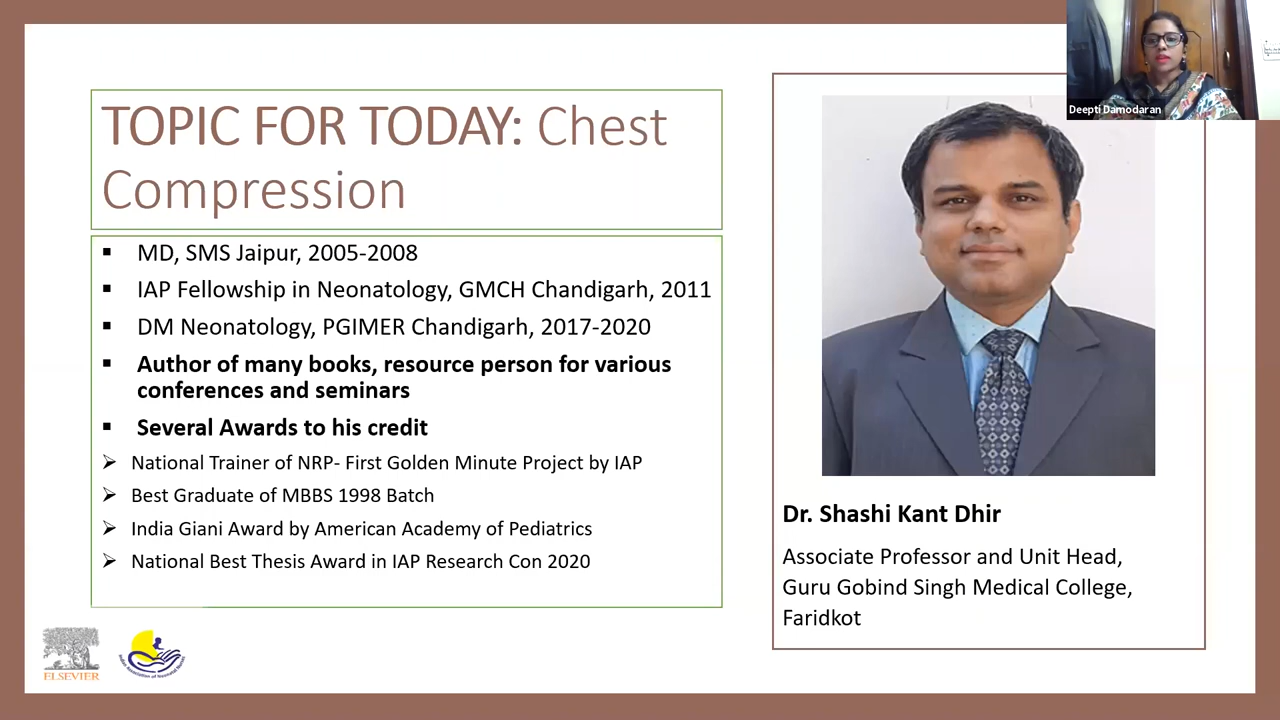 TOPIC FOR TODAY: Chest
Compression
▪ MD, SMS Jaipur, 2005-2008
▪ IAP Fellowship in Neonatology, GMCH Chandigarh, 2011
▪ DM Neonatology, PGIMER Chandigarh, 2017-2020
▪ Author of many books, resource person for various
conferences and seminars
▪ Several Awards to his credit
➢ National Trainer of NRP- First Golden Minute Project by IAP
➢ Best Graduate of MBBS 1998 Batch
➢ India Giani Award by American Academy of Pediatrics
➢ National Best Thesis Award in IAP Research Con 2020
Deepti Damodaran
Dr. Shashi Kant Dhir
Associate Professor and Unit Head,
Guru Gobind Singh Medical College,
Faridkot
ELSEVIER